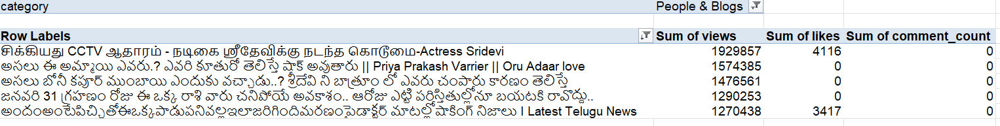 category People & Blogs
Row Labels Sum of views Sum of likes Sum of comment_count
சிக்கியது CCTV ஆதாரம் - நடிகை ஸ்ரீதேவிக்கு நடந்த கொடுமை-Actress Sridevi 1929857 4116 0
అసలు ఈ అమ్మాయి ఎవరు.? ఎవరి కూతురో తెలిస్తే షాక్ అవుతారు || Priya Prakash Varrier || Oru Adaar love 1574385 0 0
అసలు బోనీ కపూర్ ముంబాయి ఎందుకు వచ్చాడు..? శ్రీదేవి ని బాత్రూం లో ఎవరు చంపారు కారణం తెలిస్తే 1476561 0 0
జనవరి 31 గ్రహణం రోజు ఈ ఒక్క రాశి వారు చనిపోయే అవకాశం.. ఆరోజు ఎట్టి పరిస్తితుల్లోనూ బయటకి రావొద్దు.. 1290253 0 0
అందంఅంటేపిచ్చితోఈఒక్కపాడుపనివల్లఇలాజరిగిందిమరణంపైడాక్టర్ మాటల్లోషాకింగ్ నిజాలు I Latest Telugu News 1270438 3417 0